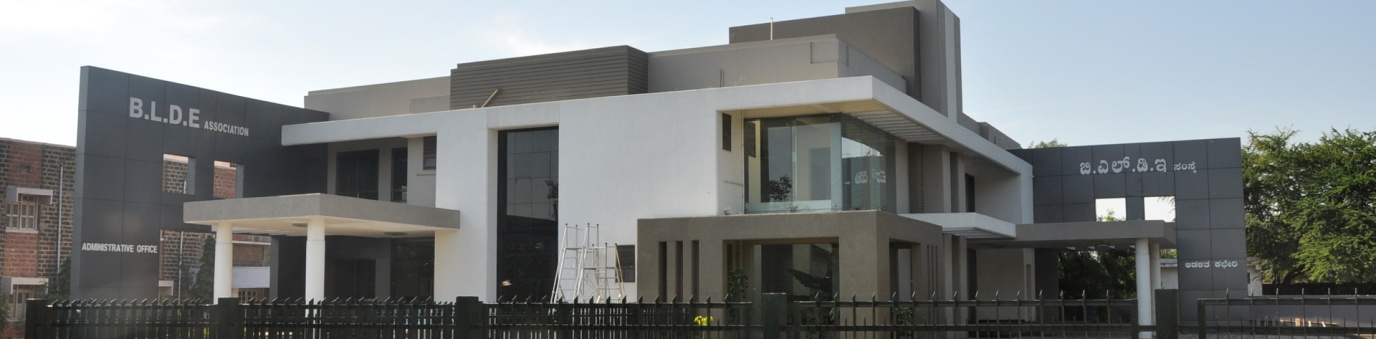 B.L.D.E ASSOCIATION
ADMINISTRATIVE OFFICE
ಬಿ.ಎಲ್.ಡಿ.ಇ ಸಂಸ್ಥೆ
ಆಡಳಿತ ಕಛೇರಿ